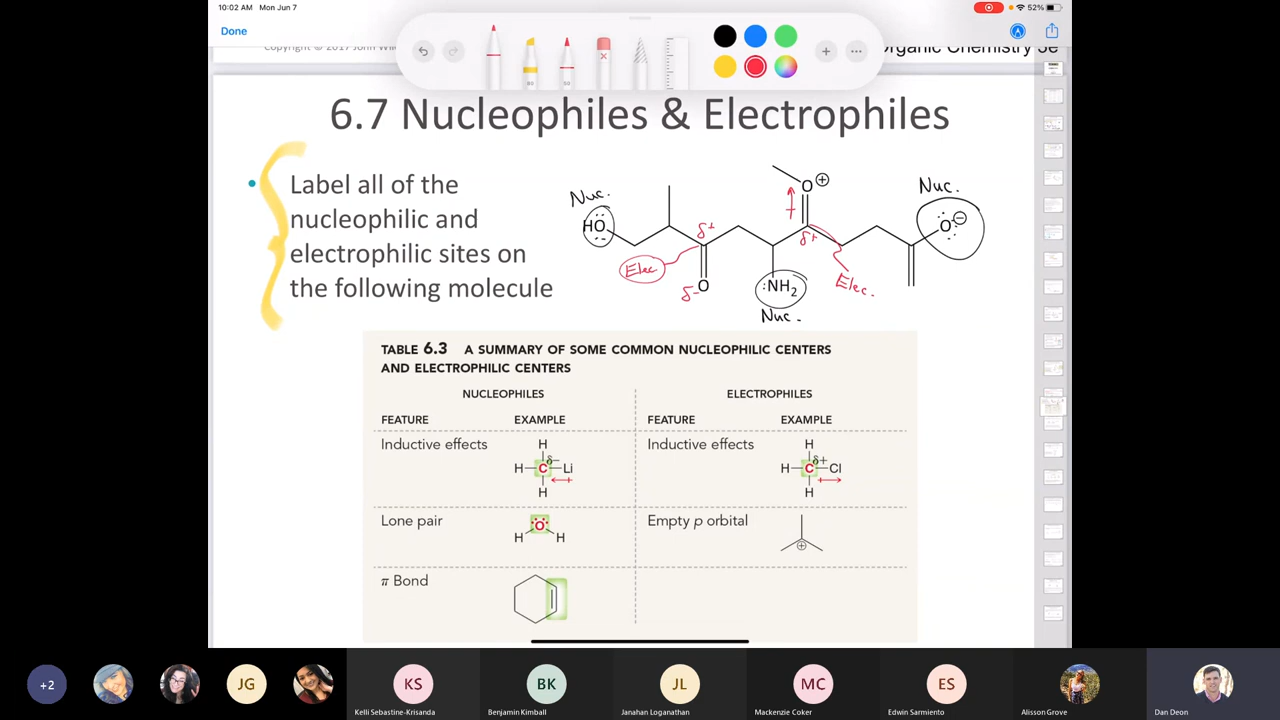 10:02 AM Mon Jun 7
52%
Done
Copyright © 2017 John
Organic Chemistry 3e
6.7 Nucleophiles & Electrophiles
• Label all of the
nucleophilic and
electrophilic sites on
the following molecule
Nuc.
HO
δ+
Elec
δ-
O
O ⊕
δ+
:NH2
Nuc.
Elec.
Nuc.
O ⊖
TABLE 6.3 A SUMMARY OF SOME COMMON NUCLEOPHILIC CENTERS
AND ELECTROPHILIC CENTERS
NUCLEOPHILES ELECTROPHILES
FEATURE EXAMPLE FEATURE EXAMPLE
Inductive effects Inductive effects
H H
δ- δ+
H C Li H C Cl
H H
Lone pair Empty p orbital
O
H H
⊕
π Bond
+2
JG
KS
BK
JL
MC
ES
Kelli Sebastine-Krisanda
Benjamin Kimball
Janahan Loganathan
Mackenzie Coker
Edwin Sarmiento
Alisson Grove
Dan Deon